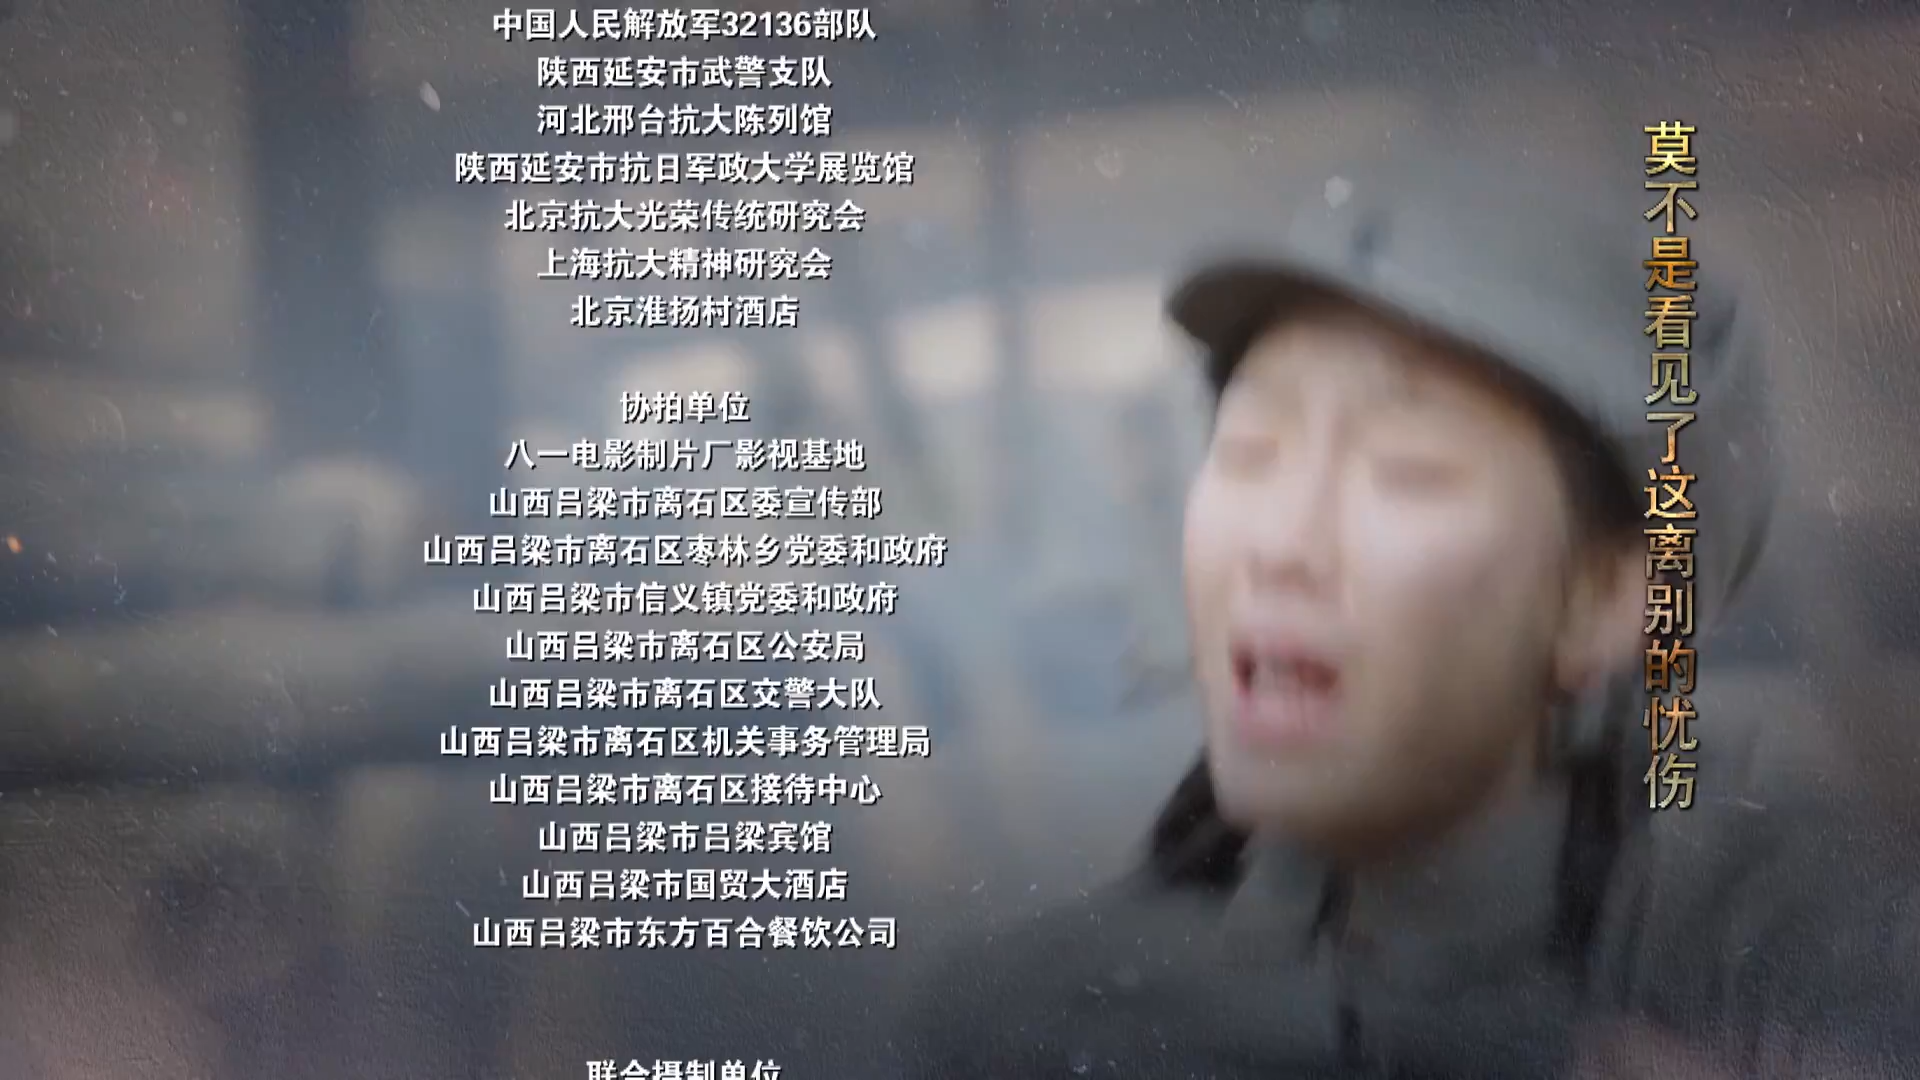 中国人民解放军32136部队
陕西延安市武警支队
河北邢台抗大陈列馆
陕西延安市抗日军政大学展览馆
北京抗大光荣传统研究会
上海抗大精神研究会
北京淮扬村酒店
协拍单位
八一电影制片厂影视基地
山西吕梁市离石区委宣传部
山西吕梁市离石区枣林乡党委和政府
山西吕梁市信义镇党委和政府
山西吕梁市离石区公安局
山西吕梁市离石区交警大队
山西吕梁市离石区机关事务管理局
山西吕梁市离石区接待中心
山西吕梁市吕梁宾馆
山西吕梁市国贸大酒店
山西吕梁市东方百合餐饮公司
联合摄制单位
莫不是看见了这离别的忧伤